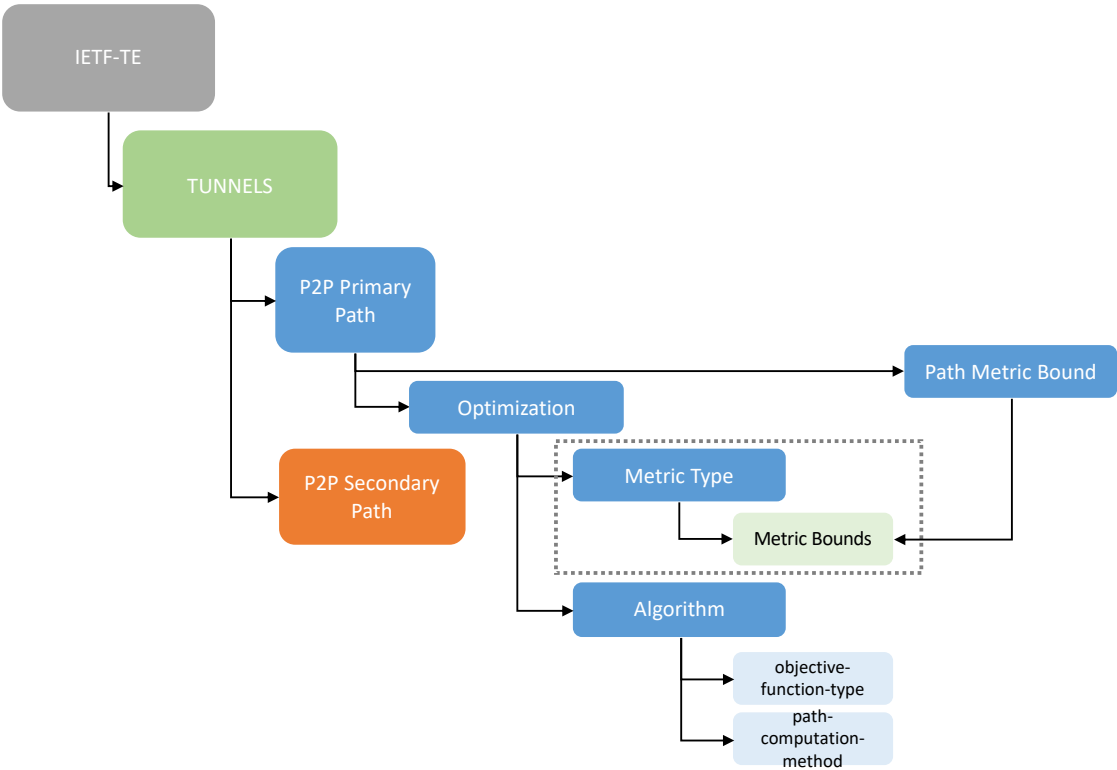 IETF-TE
TUNNELS
P2P Primary
Path
Path Metric Bound
Optimization
P2P Secondary
Path
Metric Type
Metric Bounds
Algorithm
objective-
function-type
path-
computation-
method